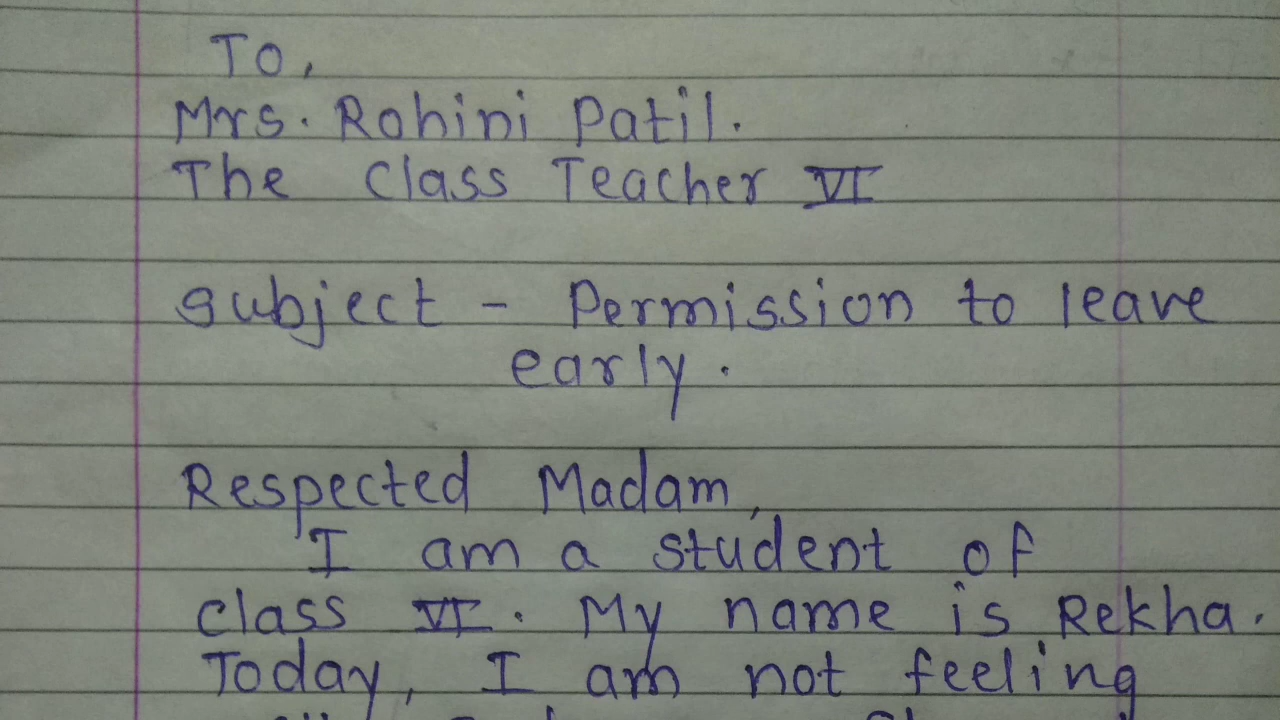 To,
Mrs. Rohini Patil.
The Class Teacher VI
Subject - Permission to leave
early.
Respected Madam,
I am a student of
class VI. My name is Rekha.
Today, I am not feeling